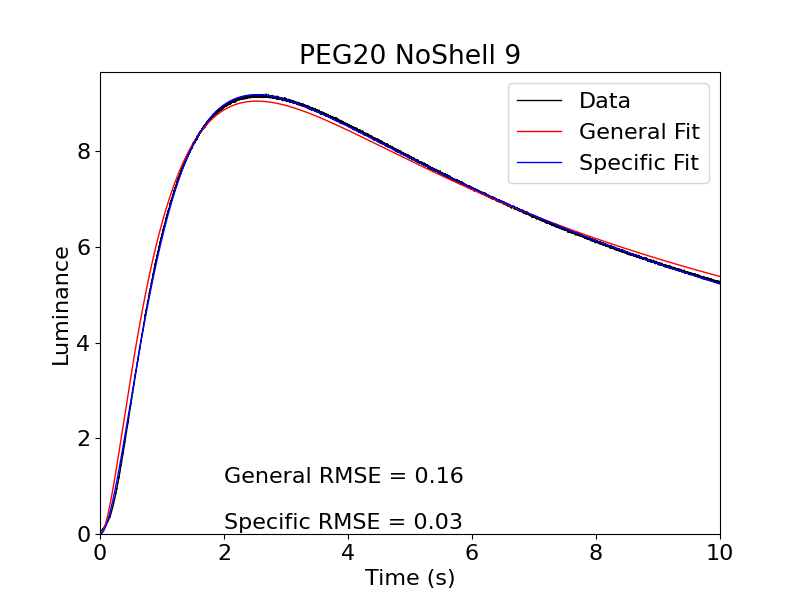 PEG20 NoShell 9
Data
General Fit
Specific Fit
8
6
4
2
0
Luminance
General RMSE = 0.16
Specific RMSE = 0.03
0 2 4 6 8 10
Time (s)